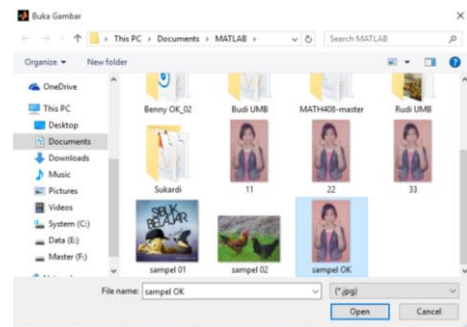 Buka Gambar
This PC > Documents > MATLAB >
Search MATLAB
Organize
New folder
OneDrive
This PC
Desktop
Documents
Downloads
Music
Pictures
Videos
System (C:)
Data (E:)
Master (F:)
Benny OK_02
Budi UMB
MATH408-master
Rudi UMB
Sukardi
11
22
33
SIBUK
BELAJAR
sampel 01
sampel 02
sampel OK
File name: sampel OK
(*.jpg)
Open
Cancel